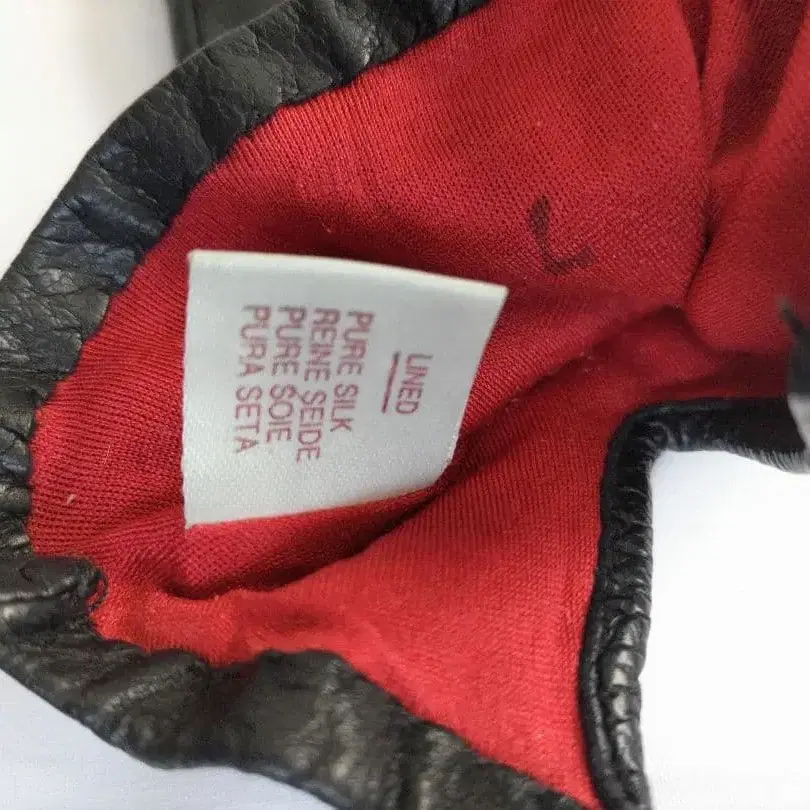 LINED
PURE SILK
REINE SEIDE
PURE SOIE
PURA SETA